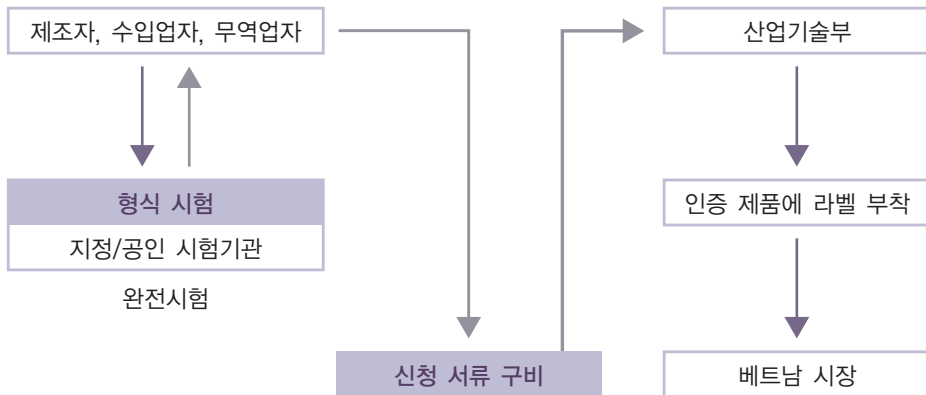 제조자, 수입업자, 무역업자
형식 시험
지정/공인 시험기관
완전시험
신청 서류 구비
산업기술부
인증 제품에 라벨 부착
베트남 시장